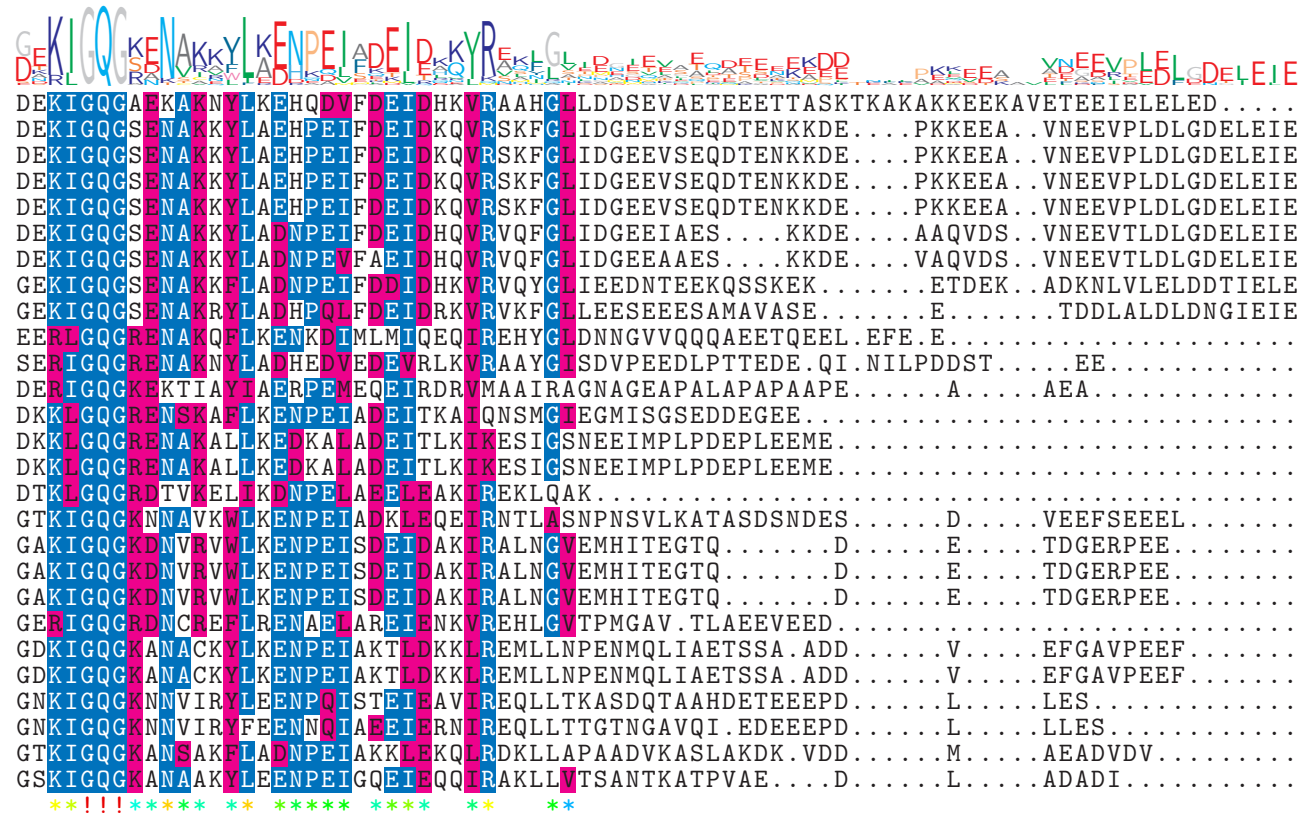 DEKIGQGAEKAKNYLKEHQDVFDEIDHKVRAAHGLLDDSEVAETEEETTASKTKAKAKKEEKAVETEEIELELED.....
DEKIGQGSENAKKYLAEHPEIFDEIDKQVRSKFGLIDGEEVSEQDTENKKDE....PKKEEA..VNEEVPLDLGDELEIE
DEKIGQGSENAKKYLAEHPEIFDEIDKQVRSKFGLIDGEEVSEQDTENKKDE....PKKEEA..VNEEVPLDLGDELEIE
DEKIGQGSENAKKYLAEHPEIFDEIDKQVRSKFGLIDGEEVSEQDTENKKDE....PKKEEA..VNEEVPLDLGDELEIE
DEKIGQGSENAKKYLAEHPEIFDEIDKQVRSKFGLIDGEEVSEQDTENKKDE....PKKEEA..VNEEVPLDLGDELEIE
DEKIGQGSENAKKYLADNPEIFDEIDHQVRVQFGLIDGEEIAES....KKDE....AAQVDS..VNEEVTLDLGDELEIE
DEKIGQGSENAKKYLADNPEVFAEIDHQVRVQFGLIDGEEAAES....KKDE....VAQVDS..VNEEVTLDLGDELEIE
GEKIGQGSENAKKFLADNPEIFDDIDHKVRVQYGLIEEDNTEEKQSSKEK.......ETDEK..ADKNLVLELDDTIELE
GEKIGQGSENAKRYLADHPQLFDEIDRKVRVKFGLLEESEEESAMAVASE.......E.......TDDLALDLDNGIEIE
EERLGQGRENAKQFLKENKDIMLMIQEQIREHYGLDNNGVVQQQAEETQEEL.EFE.E......................
SERIGQGRENAKNYLADHEDVEDEVRLKVRAAYGISDVPEEDLPTTEDE.QI.NILPDDST....EE.............
DERIGQGKEKTIAYIAERPEMEQEIRDRVMAAIRAGNAGEAPALAPAPAAPE......A.....AEA.............
DKKLGQGRENSKAFLKENPEIADEITKAIQNSMGIEGMISGSEDDEGEE...............................
DKKLGQGRENAKALLKEDKALADEITLKIKESIGSNEEIMPLPDEPLEEME.............................
DKKLGQGRENAKALLKEDKALADEITLKIKESIGSNEEIMPLPDEPLEEME.............................
DTKLGQGRDTVKELIKDNPELAEELEAKIREKLQAK............................................
GTKIGQGKNNAVKWLKENPEIADKLEQEIRNTLASNPNSVLKATASDSNDES......D.....VEEFSEEEL.......
GAKIGQGKDNVRVWLKENPEISDEIDAKIRALNGVEMHITEGTQ.......D......E.....TDGERPEE........
GAKIGQGKDNVRVWLKENPEISDEIDAKIRALNGVEMHITEGTQ.......D......E.....TDGERPEE........
GAKIGQGKDNVRVWLKENPEISDEIDAKIRALNGVEMHITEGTQ.......D......E.....TDGERPEE........
GERIGQGRDNCREFLRENAELAREIENKVREHLGVTPMGAV.TLAEEVEED.............................
GDKIGQGKANACKYLKENPEIAKTLDKKLREMLLNPENMQLIAETSSA.ADD......V.....EFGAVPEEF.......
GDKIGQGKANACKYLKENPEIAKTLDKKLREMLLNPENMQLIAETSSA.ADD......V.....EFGAVPEEF.......
GNKIGQGKNNVIRYLEENPQISTEIEAVIREQLLTKASDQTAAHDETEEEPD......L.....LES.............
GNKIGQGKNNVIRYFEENNQIAEEIERNIREQLLTTGTNGAVQI.EDEEEPD......L.....LLES............
GTKIGQGKANSAKFLADNPEIAKKLEKQLRDKLLAPAADVKASLAKDK.VDD......M.....AEADVDV.........
GSKIGQGKANAAKYLEENPEIGQEIEQQIRAKLLVTSANTKATPVAE....D......L.....ADADI...........
**!!!***** ** ***** **** ** **